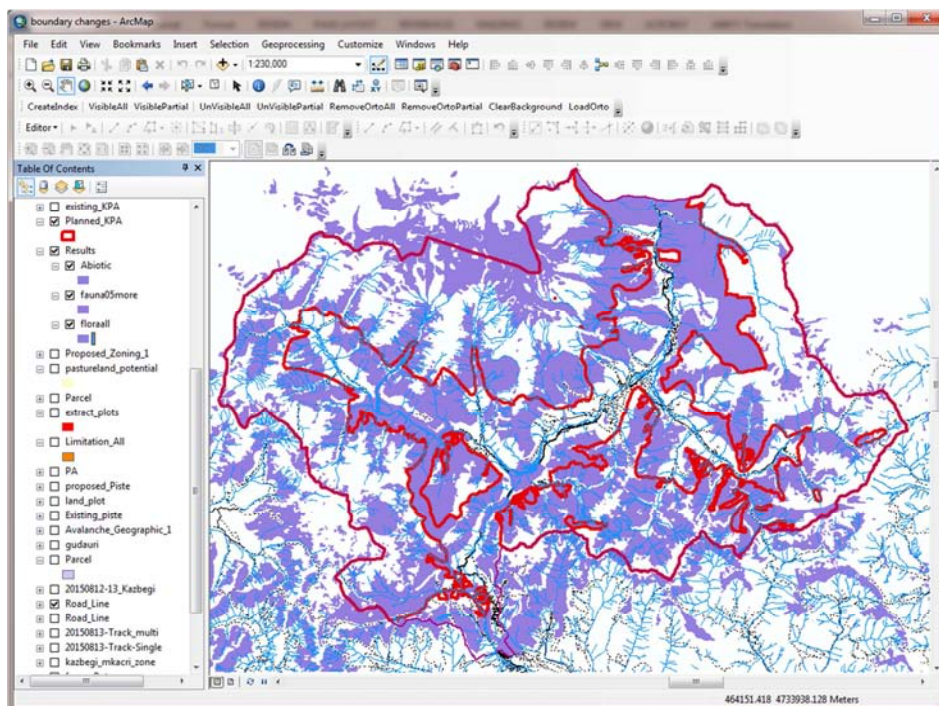 boundary changes - ArcMap
File Edit View Bookmarks Insert Selection Geoprocessing Customize Windows Help
1:230,000
CreateIndex VisibleAll VisiblePartial UnVisibleAll UnVisiblePartial RemoveOrtoAll RemoveOrtoPartial ClearBackground LoadOrto
Editor
Table Of Contents
existing_KPA
Planned_KPA
Results
Abiotic
fauna05more
floraall
Proposed_Zoning_1
pastureland_potential
Parcel
extract_plots
Limitation_All
PA
proposed_Piste
land_plot
Existing_piste
Avalanche_Geographic_1
gudauri
Parcel
20150812-13_Kazbegi
Road_Line
Road_Line
20150813-Track_multi
20150813-Track-Single
kazbegi_mkacri_zone
464151.418 4733938.128 Meters